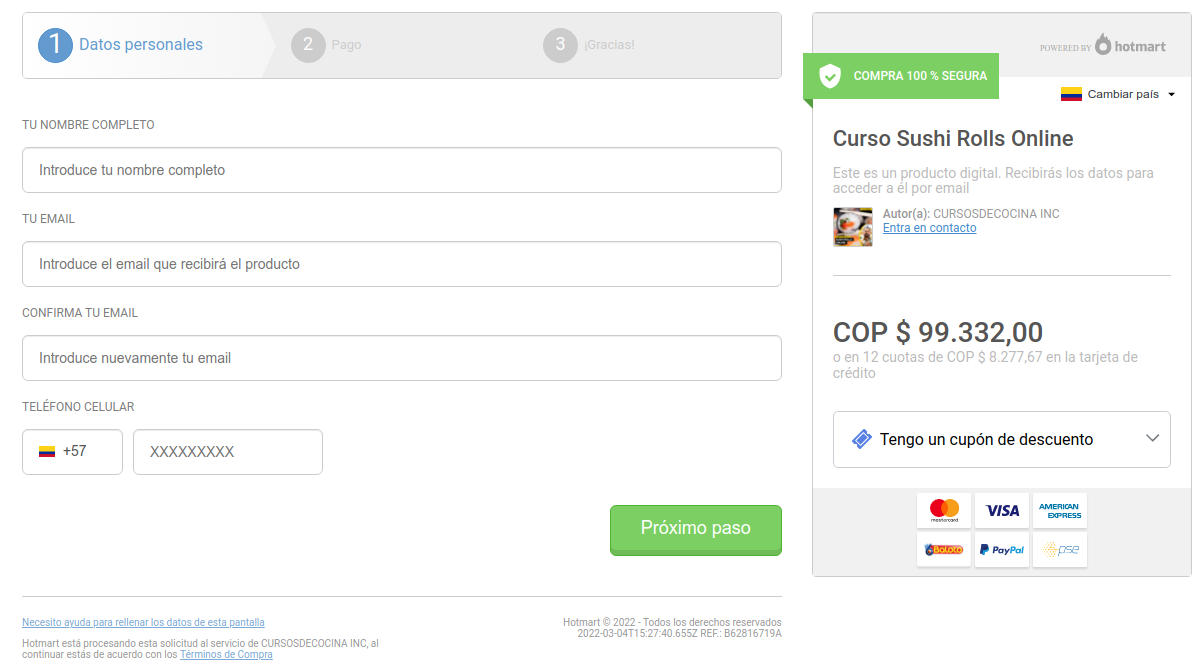 1 Datos personales
2 Pago
3 ¡Gracias!
TU NOMBRE COMPLETO
Introduce tu nombre completo
TU EMAIL
Introduce el email que recibirá el producto
CONFIRMA TU EMAIL
Introduce nuevamente tu email
TELÉFONO CELULAR
+57
XXXXXXXXX
Próximo paso
Necesito ayuda para rellenar los datos de esta pantalla
Hotmart está procesando esta solicitud al servicio de CURSOSDECOCINA INC, al
continuar estás de acuerdo con los Términos de Compra
Hotmart © 2022 - Todos los derechos reservados
2022-03-04T15:27:40.655Z REF.: B62816719A
POWERED BY hotmart
COMPRA 100 % SEGURA
Cambiar país
Curso Sushi Rolls Online
Este es un producto digital. Recibirás los datos para
acceder a él por email
Autor(a): CURSOSDECOCINA INC
Entra en contacto
COP $ 99.332,00
o en 12 cuotas de COP $ 8.277,67 en la tarjeta de
crédito
Tengo un cupón de descuento
mastercard
VISA
AMERICAN
EXPRESS
Baloto
PayPal
pse